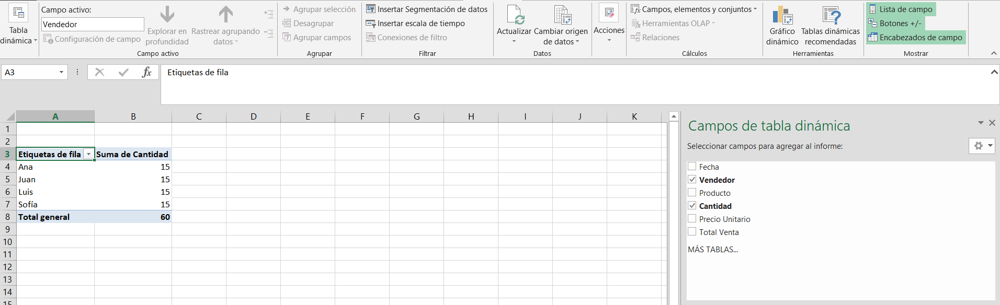 Tabla
dinámica
Campo activo:
Vendedor
Configuración de campo
Explorar en
profundidad
Rastrear agrupando
datos
Campo activo
Agrupar selección
Desagrupar
Agrupar campos
Agrupar
Insertar Segmentación de datos
Insertar escala de tiempo
Conexiones de filtro
Filtrar
Actualizar
Cambiar origen
de datos
Datos
Acciones
Campos, elementos y conjuntos
Herramientas OLAP
Relaciones
Cálculos
Gráfico
dinámico
Tablas dinámicas
recomendadas
Herramientas
Lista de campo
Botones +/-
Encabezados de campo
Mostrar
A3
fx
Etiquetas de fila
A B C D E F G H I J K
1
2
3 Etiquetas de fila Suma de Cantidad
4 Ana 15
5 Juan 15
6 Luis 15
7 Sofía 15
8 Total general 60
9
10
11
12
13
14
15
Campos de tabla dinámica
Seleccionar campos para agregar al informe:
Fecha
Vendedor
Producto
Cantidad
Precio Unitario
Total Venta
MÁS TABLAS...